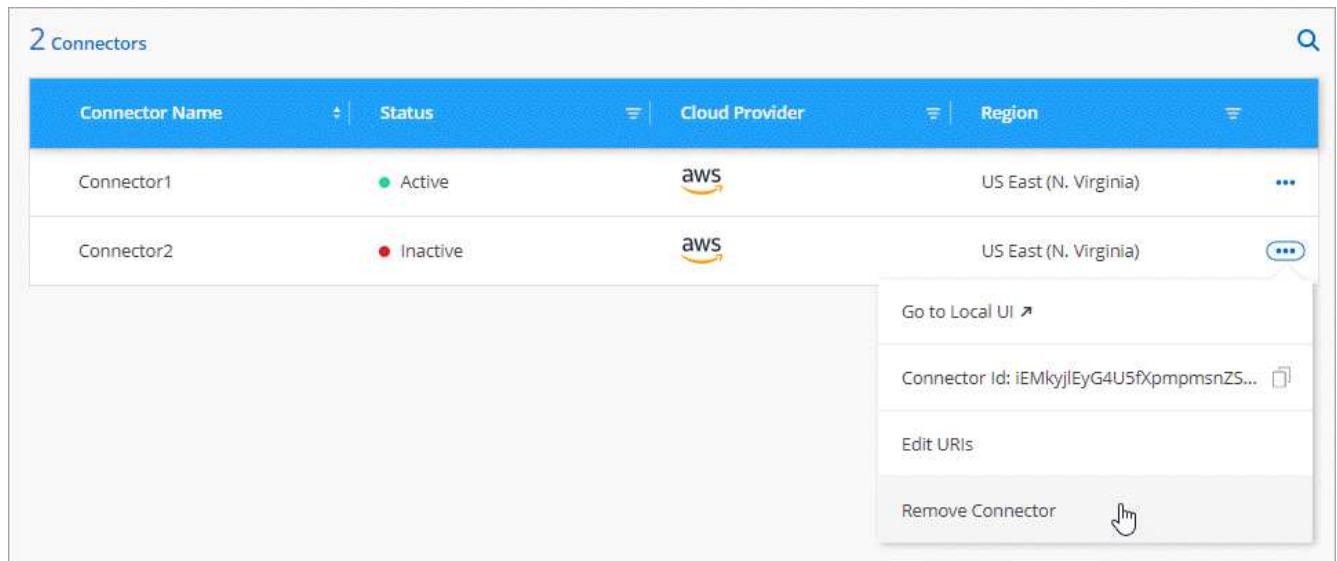 2 Connectors
Connector Name Status Cloud Provider Region
Connector1 Active aws US East (N. Virginia)
Connector2 Inactive aws US East (N. Virginia)
Go to Local UI
Connector Id: iEMkyjlEyG4U5fXpmpmsnZS...
Edit URIs
Remove Connector